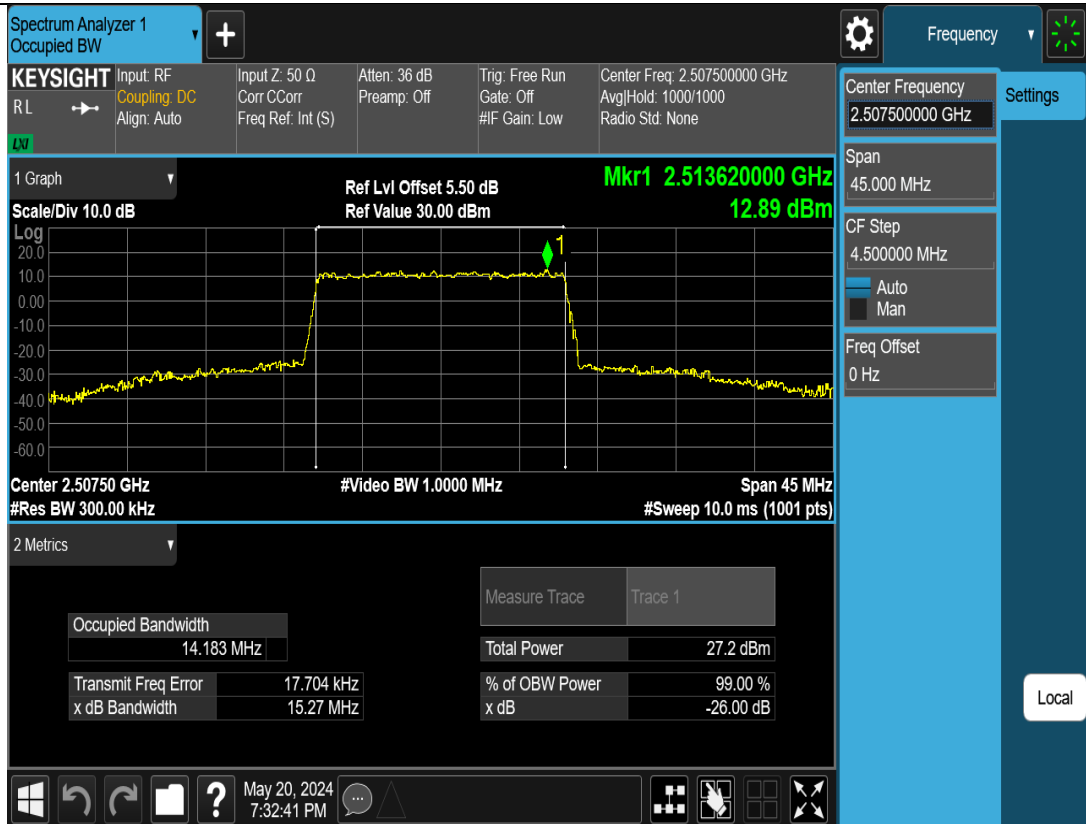 Spectrum Analyzer 1
Occupied BW
+
Frequency
KEYSIGHT
RL
LXI
Input: RF
Coupling: DC
Align: Auto
Input Z: 50 Ω
Corr CCorr
Freq Ref: Int (S)
Atten: 36 dB
Preamp: Off
Trig: Free Run
Gate: Off
#IF Gain: Low
Center Freq: 2.507500000 GHz
Avg|Hold: 1000/1000
Radio Std: None
Center Frequency
2.507500000 GHz
Settings
Span
45.000 MHz
CF Step
4.500000 MHz
Auto
Man
Freq Offset
0 Hz
Local
1 Graph
Scale/Div 10.0 dB
Ref Lvl Offset 5.50 dB
Ref Value 30.00 dBm
Mkr1 2.513620000 GHz
12.89 dBm
Log
20.0
10.0
0.00
-10.0
-20.0
-30.0
-40.0
-50.0
-60.0
1
Center 2.50750 GHz
#Video BW 1.0000 MHz
Span 45 MHz
#Res BW 300.00 kHz
#Sweep 10.0 ms (1001 pts)
2 Metrics
Measure Trace
Trace 1
Occupied Bandwidth
14.183 MHz
Total Power
27.2 dBm
Transmit Freq Error
17.704 kHz
% of OBW Power
99.00 %
x dB Bandwidth
15.27 MHz
x dB
-26.00 dB
?
May 20, 2024
7:32:41 PM